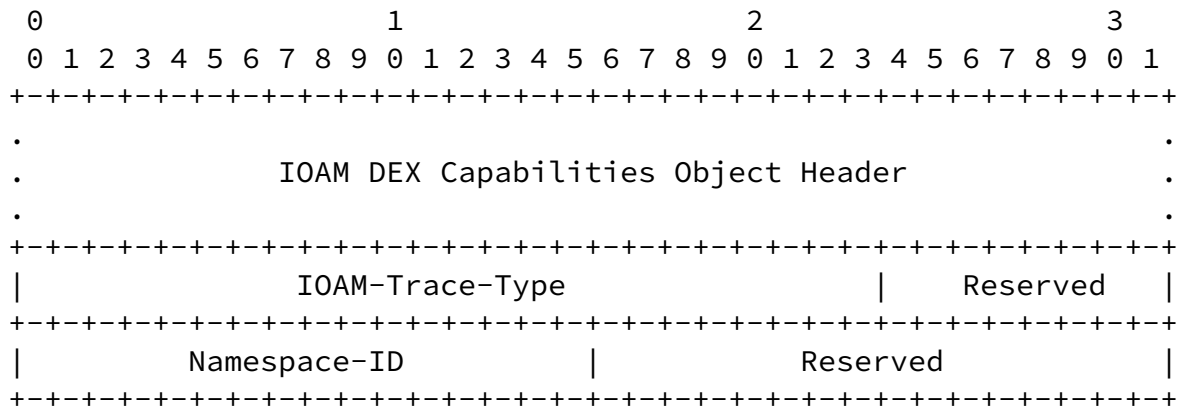 0                   1                   2                   3
 0 1 2 3 4 5 6 7 8 9 0 1 2 3 4 5 6 7 8 9 0 1 2 3 4 5 6 7 8 9 0 1
+-+-+-+-+-+-+-+-+-+-+-+-+-+-+-+-+-+-+-+-+-+-+-+-+-+-+-+-+-+-+-+-+
.                                                               .
.              IOAM DEX Capabilities Object Header              .
.                                                               .
+-+-+-+-+-+-+-+-+-+-+-+-+-+-+-+-+-+-+-+-+-+-+-+-+-+-+-+-+-+-+-+-+
|               IOAM-Trace-Type                 |    Reserved   |
+-+-+-+-+-+-+-+-+-+-+-+-+-+-+-+-+-+-+-+-+-+-+-+-+-+-+-+-+-+-+-+-+
|         Namespace-ID          |           Reserved            |
+-+-+-+-+-+-+-+-+-+-+-+-+-+-+-+-+-+-+-+-+-+-+-+-+-+-+-+-+-+-+-+-+